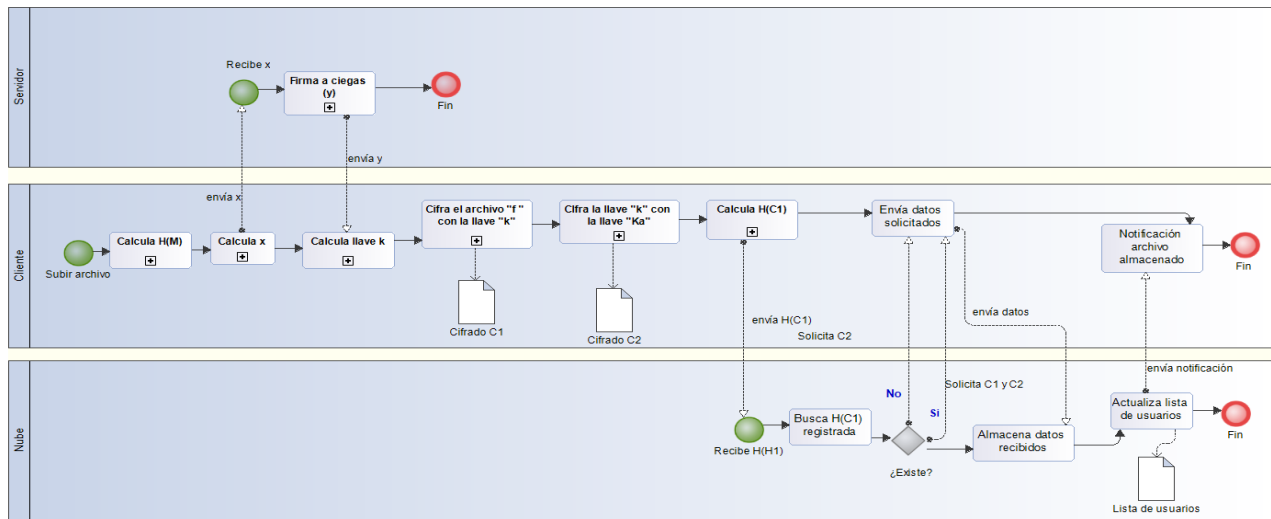 Servidor
Recibe x
Firma a ciegas
(y)
Fin
envía y
envía x
Cliente
Subir archivo
Calcula H(M)
Calcula x
Calcula llave k
Cifra el archivo "f "
con la llave "k"
Cifrado C1
CIfra la llave "k" con
la llave "Ka"
Cifrado C2
Calcula H(C1)
Envía datos
solicitados
Notificación
archivo
almacenado
Fin
envía H(C1)
Solicita C2
envía datos
Nube
Recibe H(H1)
Busca H(C1)
registrada
¿Existe?
No
Si
Solicita C1 y C2
Almacena datos
recibidos
envía notificación
Actualiza lista
de usuarios
Fin
Lista de usuarios